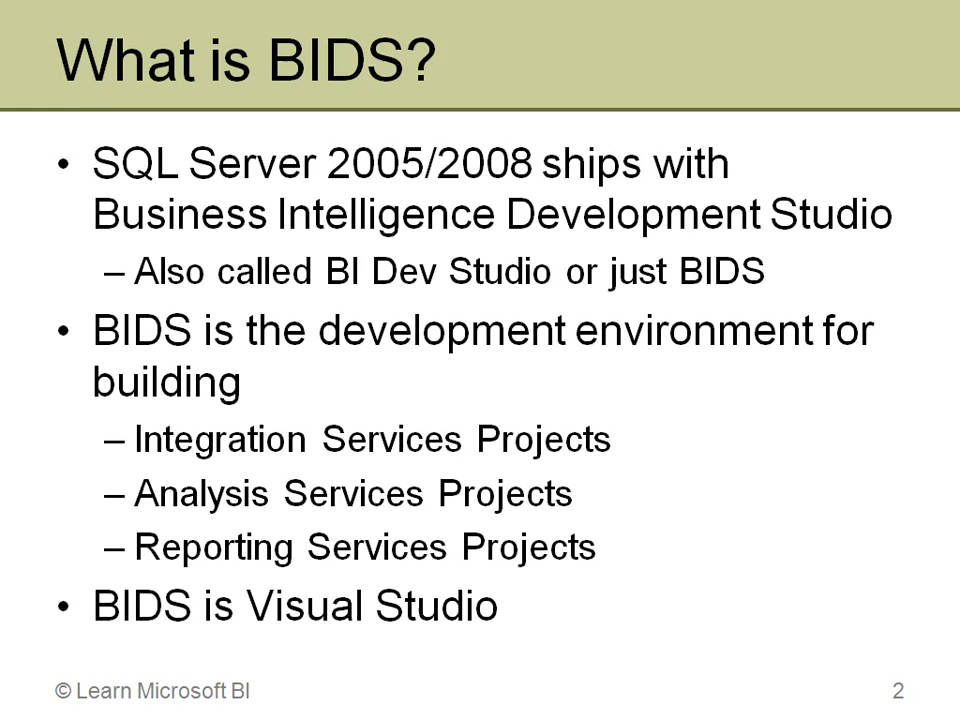 What is BIDS?
• SQL Server 2005/2008 ships with
Business Intelligence Development Studio
– Also called BI Dev Studio or just BIDS
• BIDS is the development environment for
building
– Integration Services Projects
– Analysis Services Projects
– Reporting Services Projects
• BIDS is Visual Studio
© Learn Microsoft BI
2